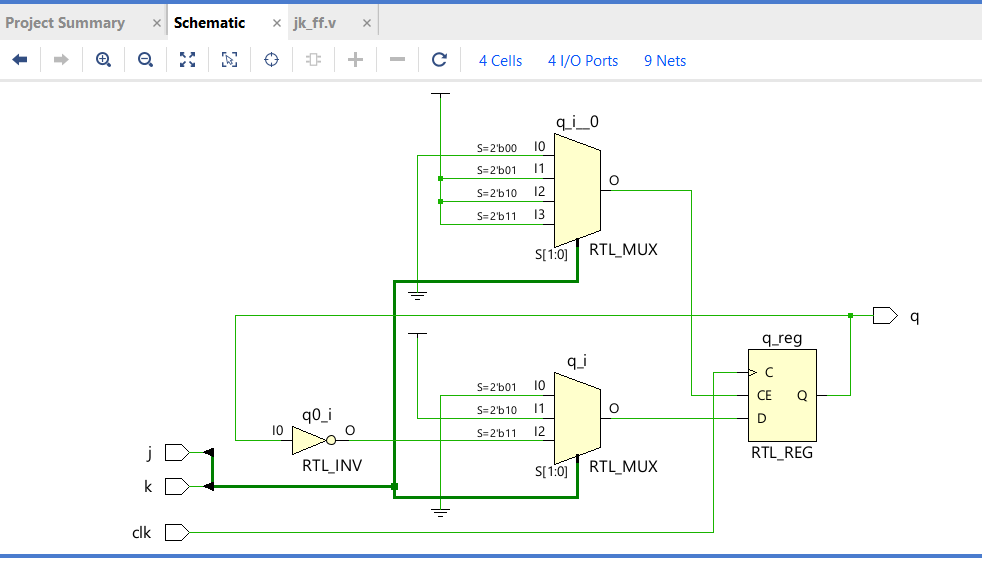 Project Summary × Schematic × jk_ff.v ×
4 Cells 4 I/O Ports 9 Nets
q_i__0
S=2'b00 I0
S=2'b01 I1
O
S=2'b10 I2
S=2'b11 I3
S[1:0] RTL_MUX
q
q_reg
q_i
C
S=2'b01 I0
CE Q
S=2'b10 I1
O
q0_i
D
I0 O
S=2'b11 I2
j
RTL_INV
S[1:0] RTL_MUX
RTL_REG
k
clk